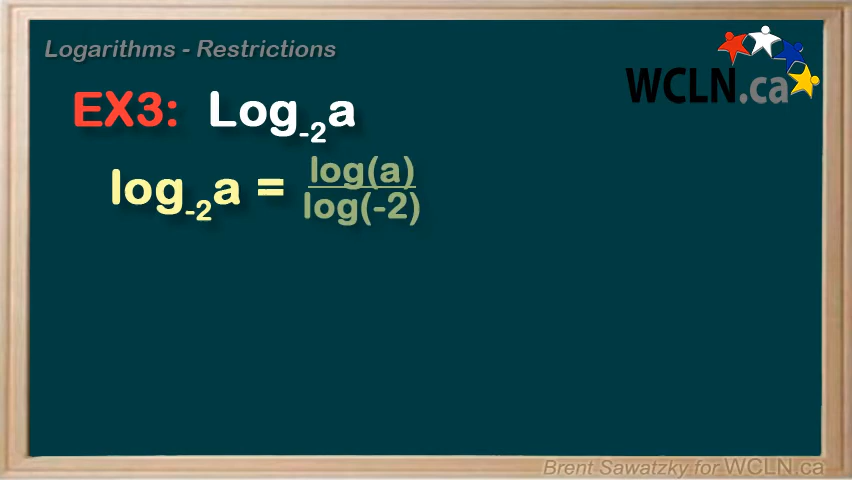 Logarithms - Restrictions
WCLN.ca
EX3: Log₋₂a
log₋₂a = log(a)/log(-2)
Brent Sawatzky for WCLN.ca